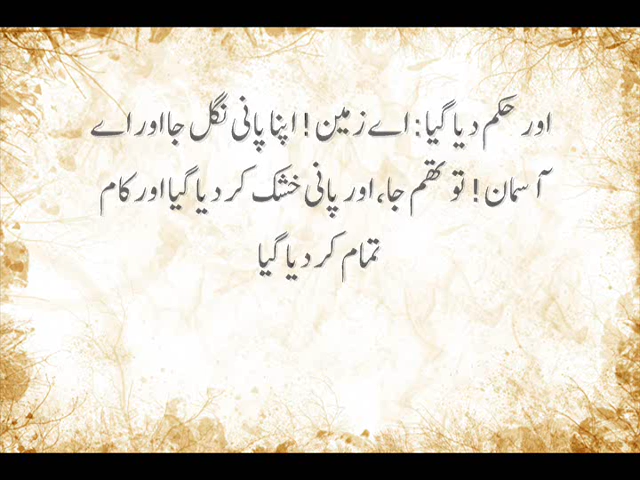 اور حکم دیا گیا: اے زمین! اپنا پانی نگل جا اور اے
آسمان! تو تھم جا، اور پانی خشک کر دیا گیا اور کام
تمام کر دیا گیا